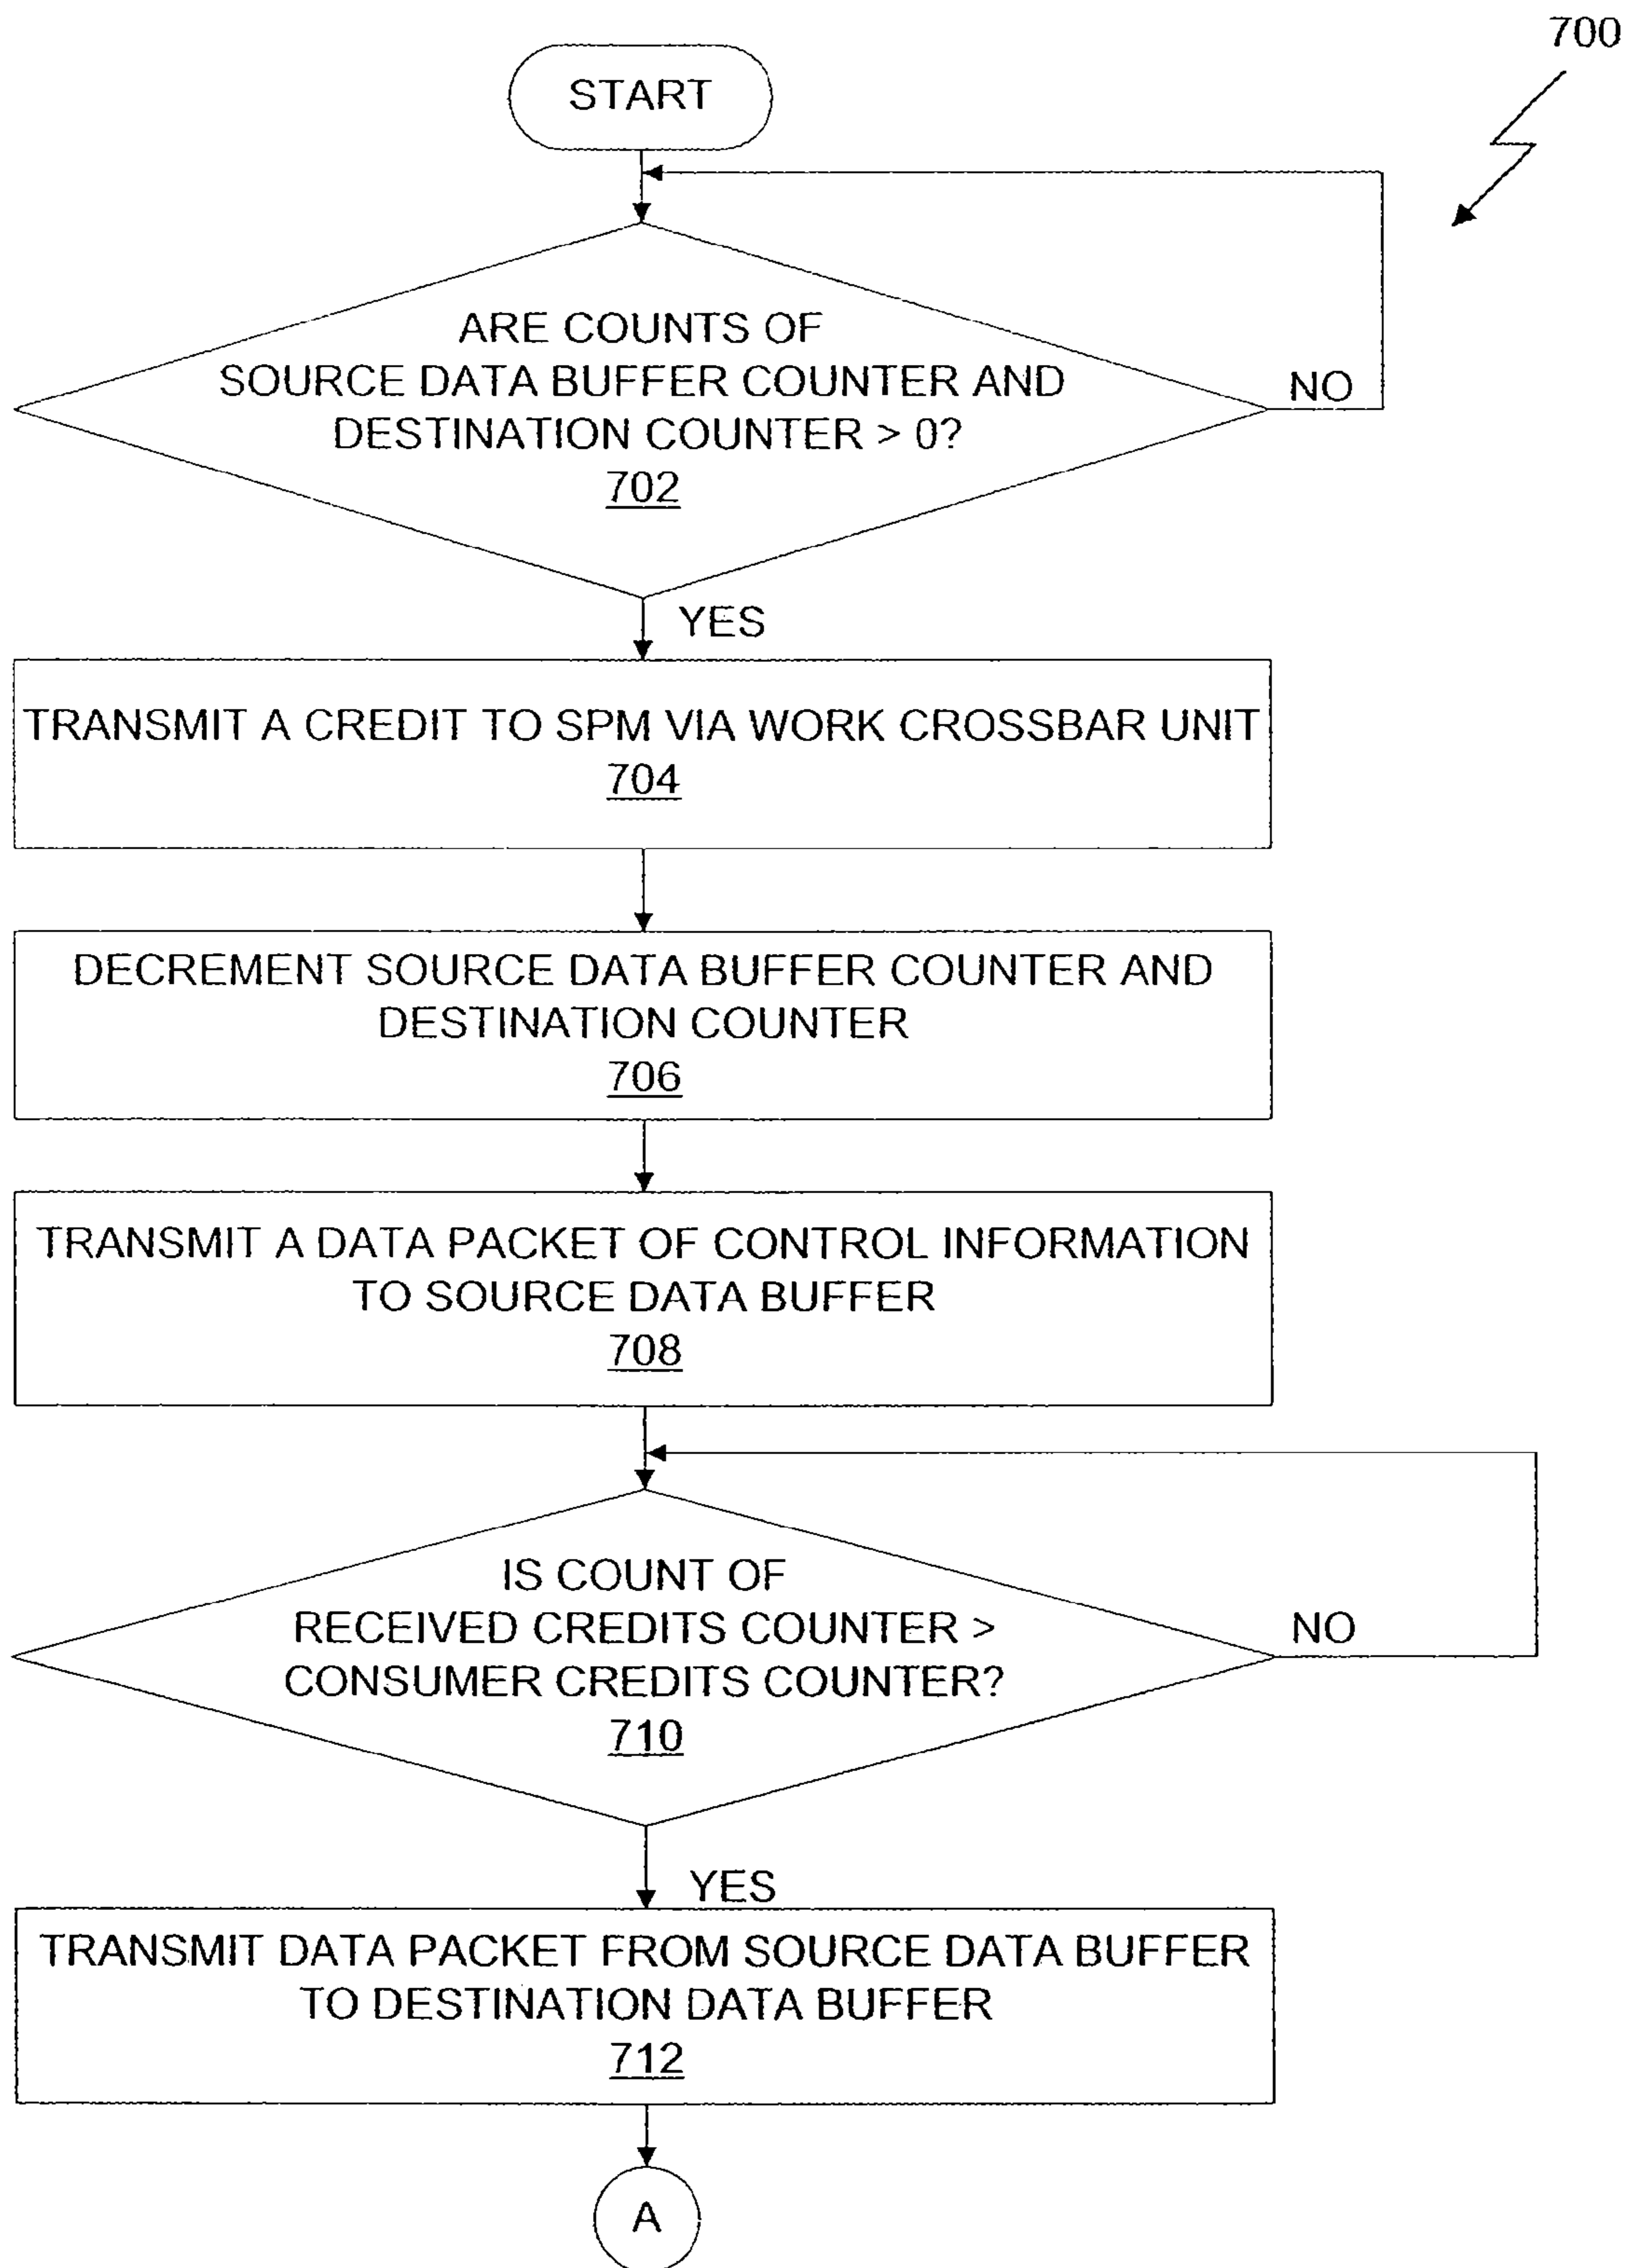 700
START
ARE COUNTS OF
SOURCE DATA BUFFER COUNTER AND
DESTINATION COUNTER > 0?
702
NO
YES
TRANSMIT A CREDIT TO SPM VIA WORK CROSSBAR UNIT
704
DECREMENT SOURCE DATA BUFFER COUNTER AND
DESTINATION COUNTER
706
TRANSMIT A DATA PACKET OF CONTROL INFORMATION
TO SOURCE DATA BUFFER
708
IS COUNT OF
RECEIVED CREDITS COUNTER >
CONSUMER CREDITS COUNTER?
710
NO
YES
TRANSMIT DATA PACKET FROM SOURCE DATA BUFFER
TO DESTINATION DATA BUFFER
712
A